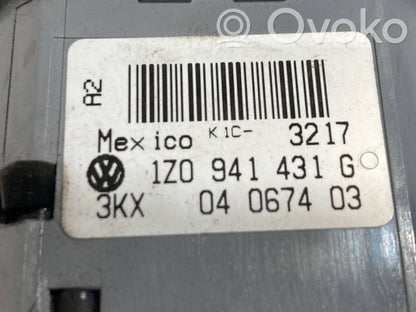 Ovoko
A2
Mexico K1C- 3217
1Z0 941 431 G
3KX 04 0674 03